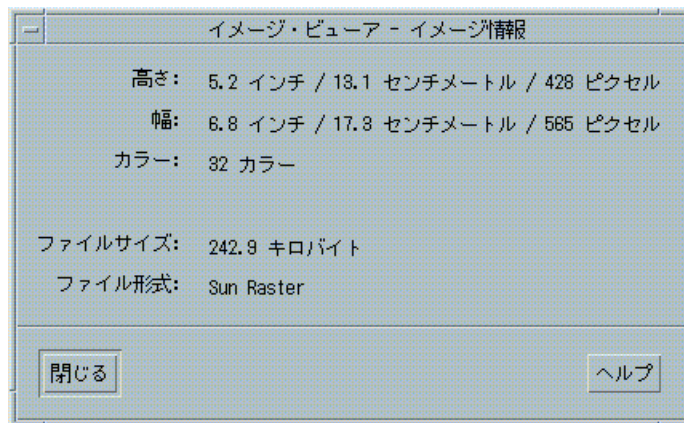 イメージ・ビューア - イメージ情報
高さ: 5.2 インチ / 13.1 センチメートル / 428 ピクセル
幅: 6.8 インチ / 17.3 センチメートル / 565 ピクセル
カラー: 32 カラー
ファイルサイズ: 242.9 キロバイト
ファイル形式: Sun Raster
閉じる ヘルプ